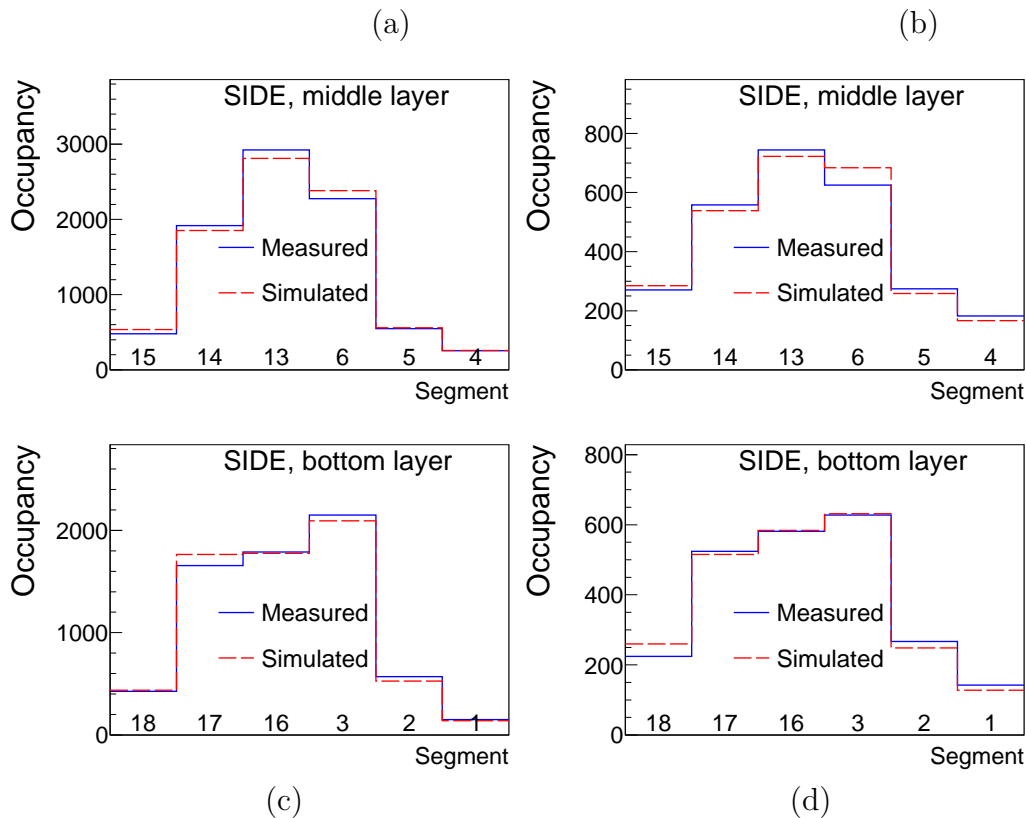 (a)
(b)
SIDE, middle layer
Occupancy
3000
2000
1000
0
Measured
Simulated
15 14 13 6 5 4
Segment
SIDE, middle layer
Occupancy
800
600
400
200
0
Measured
Simulated
15 14 13 6 5 4
Segment
SIDE, bottom layer
Occupancy
2000
1000
0
Measured
Simulated
18 17 16 3 2 1
Segment
SIDE, bottom layer
Occupancy
800
600
400
200
0
Measured
Simulated
18 17 16 3 2 1
Segment
(c)
(d)